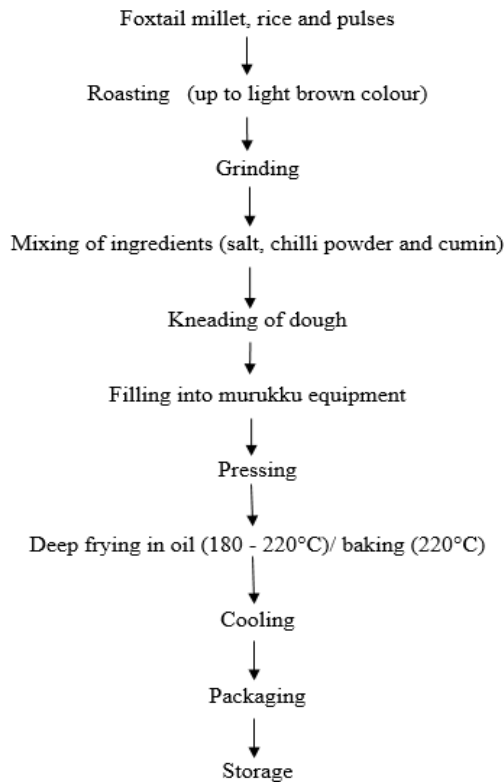 Foxtail millet, rice and pulses
Roasting (up to light brown colour)
Grinding
Mixing of ingredients (salt, chilli powder and cumin)
Kneading of dough
Filling into murukku equipment
Pressing
Deep frying in oil (180 - 220°C)/ baking (220°C)
Cooling
Packaging
Storage